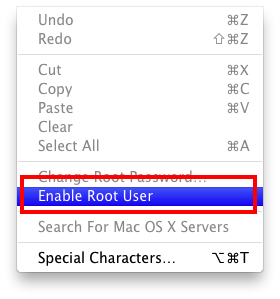 Undo ⌘Z
Redo ⇧⌘Z
Cut ⌘X
Copy ⌘C
Paste ⌘V
Clear
Select All ⌘A
Change Root Password...
Enable Root User
Search For Mac OS X Servers
Special Characters... ⌥⌘T